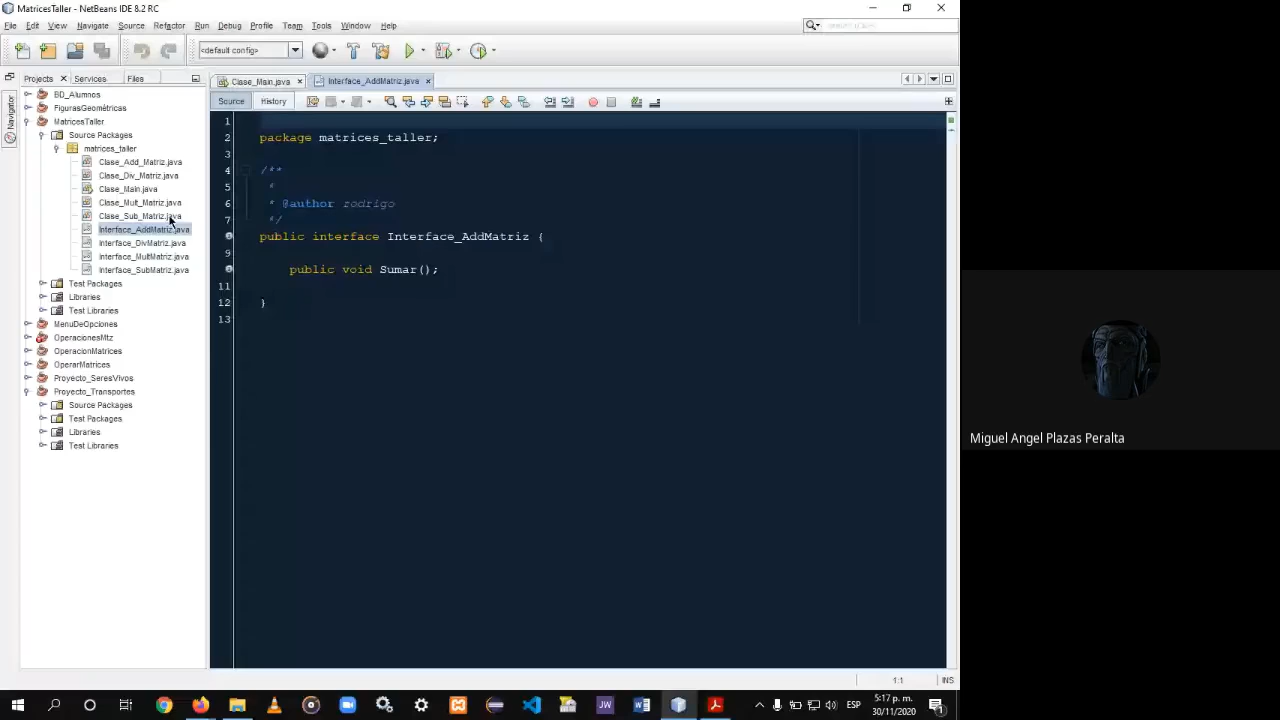 MatricesTaller - NetBeans IDE 8.2 RC
File Edit View Navigate Source Refactor Run Debug Profile Team Tools Window Help
<default config>
Projects Services Files
Clase_Main.java Interface_AddMatriz.java
Navigator
Source History
BD_Alumnos
FigurasGeométricas
MatricesTaller
Source Packages
matrices_taller
Clase_Add_Matriz.java
Clase_Div_Matriz.java
Clase_Main.java
Clase_Mult_Matriz.java
Clase_Sub_Matriz.java
Interface_AddMatriz.java
Interface_DivMatriz.java
Interface_MultMatriz.java
Interface_SubMatriz.java
Test Packages
Libraries
Test Libraries
MenuDeOpciones
OperacionesMtz
OperacionMatrices
OperarMatrices
Proyecto_SeresVivos
Proyecto_Transportes
Source Packages
Test Packages
Libraries
Test Libraries
1
2 package matrices_taller;
3
4 /**
5 *
6 * @author rodrigo
7 */
public interface Interface_AddMatriz {
9
public void Sumar();
11
12 }
13
Miguel Angel Plazas Peralta
1:1 INS
JW
ESP
5:17 p. m.
30/11/2020
1